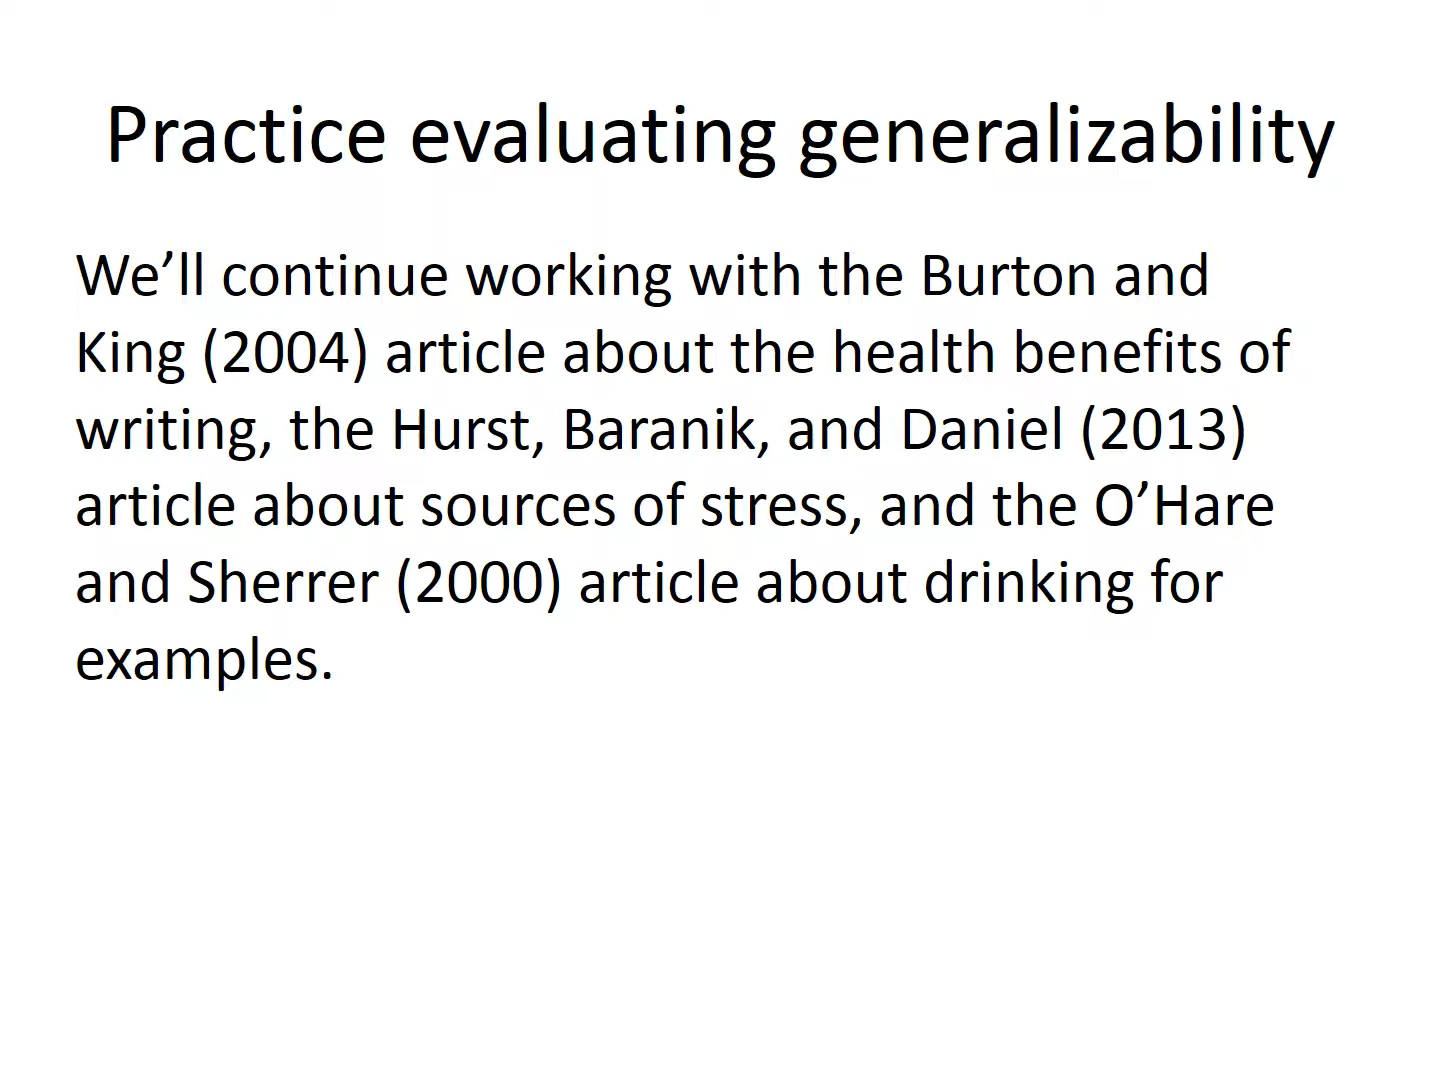 Practice evaluating generalizability
We’ll continue working with the Burton and
King (2004) article about the health benefits of
writing, the Hurst, Baranik, and Daniel (2013)
article about sources of stress, and the O’Hare
and Sherrer (2000) article about drinking for
examples.